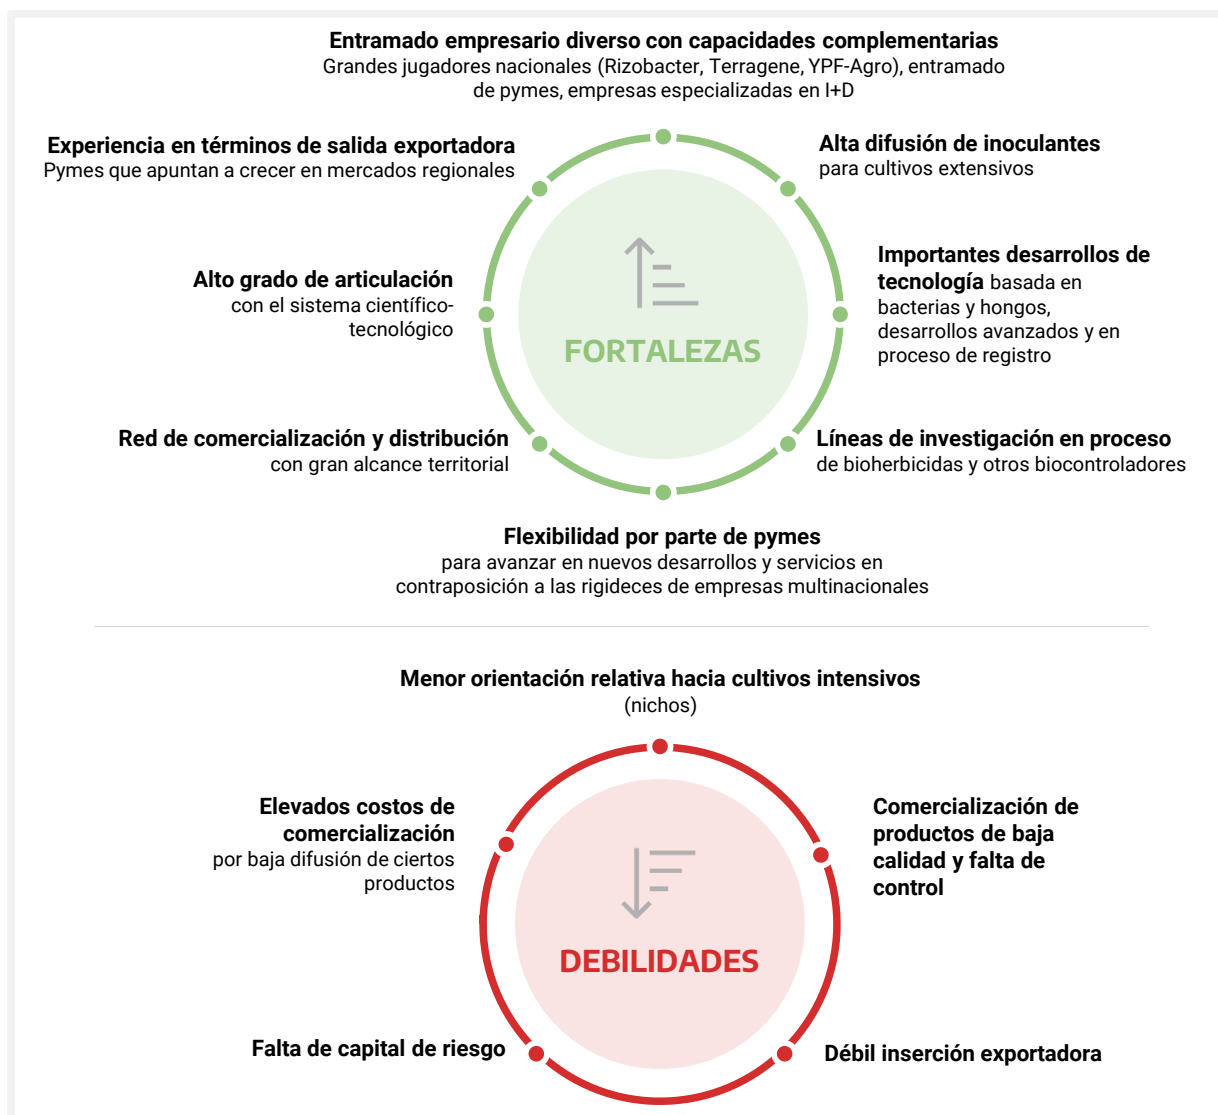 Entramado empresario diverso con capacidades complementarias
Grandes jugadores nacionales (Rizobacter, Terragene, YPF-Agro), entramado
de pymes, empresas especializadas en I+D
Experiencia en términos de salida exportadora
Pymes que apuntan a crecer en mercados regionales
Alta difusión de inoculantes
para cultivos extensivos
Alto grado de articulación
con el sistema científico-
tecnológico
Importantes desarrollos de
tecnología basada en
bacterias y hongos,
desarrollos avanzados y en
proceso de registro
FORTALEZAS
Red de comercialización y distribución
con gran alcance territorial
Líneas de investigación en proceso
de bioherbicidas y otros biocontroladores
Flexibilidad por parte de pymes
para avanzar en nuevos desarrollos y servicios en
contraposición a las rigideces de empresas multinacionales
Menor orientación relativa hacia cultivos intensivos
(nichos)
Elevados costos de
comercialización
por baja difusión de ciertos
productos
Comercialización de
productos de baja
calidad y falta de
control
DEBILIDADES
Falta de capital de riesgo
Débil inserción exportadora